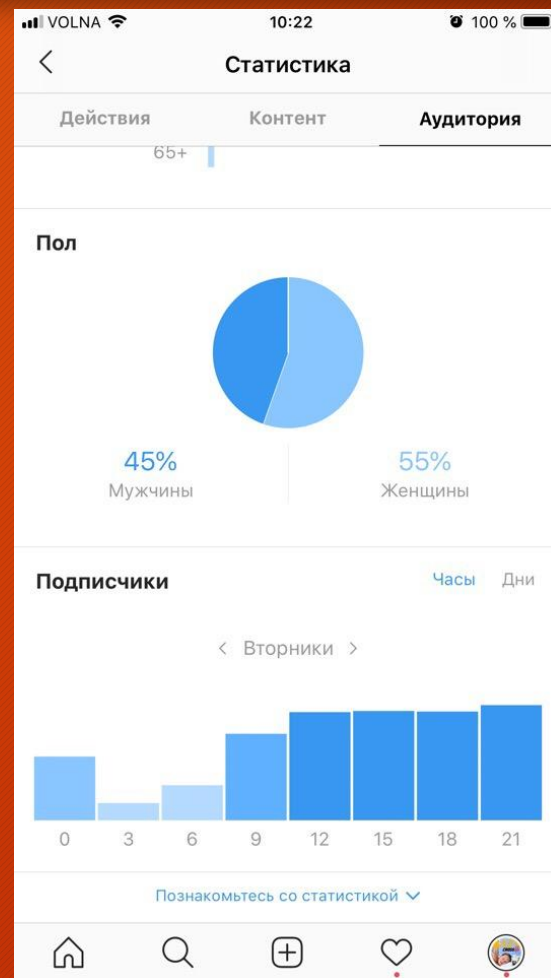 VOLNA 10:22 100 %
Статистика
Действия Контент Аудитория
65+
Пол
45% 55%
Мужчины Женщины
Подписчики Часы Дни
< Вторники >
0 3 6 9 12 15 18 21
Познакомьтесь со статистикой